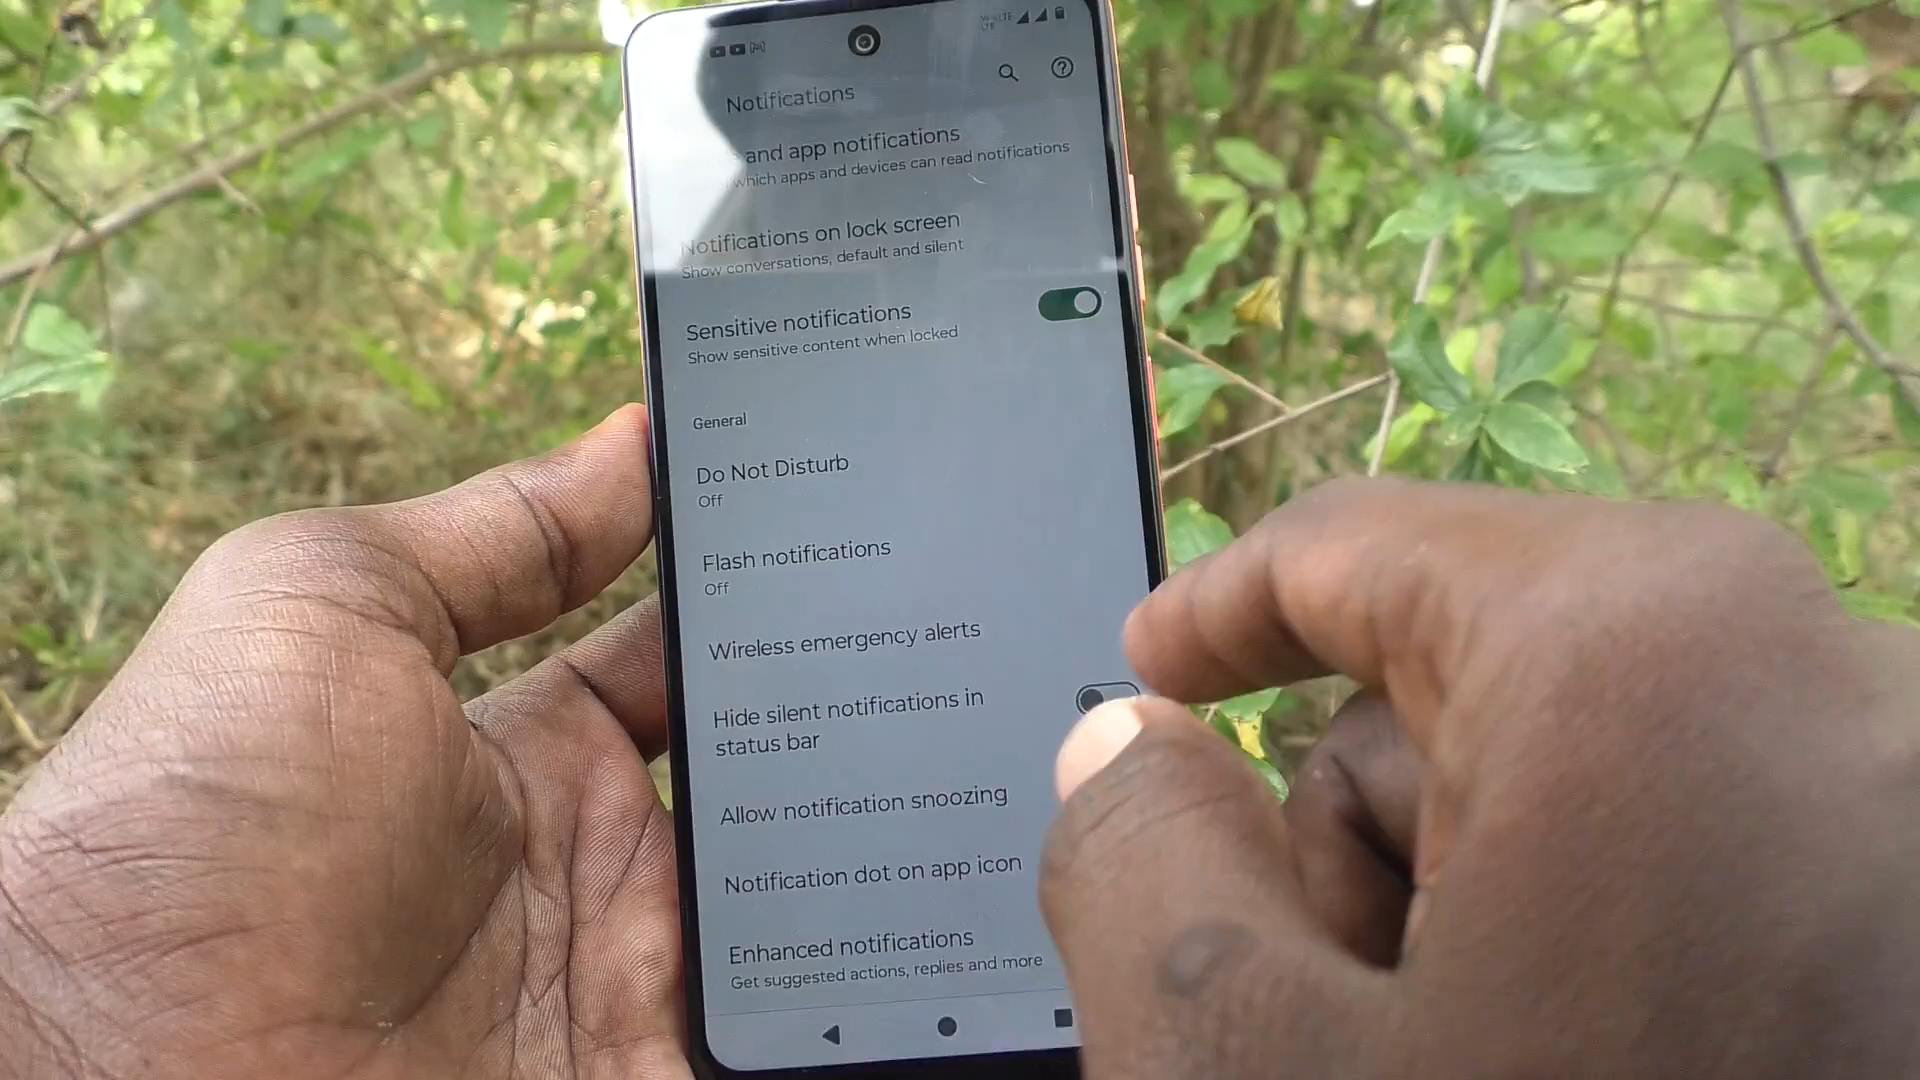 Notifications
and app notifications
which apps and devices can read notifications
Notifications on lock screen
Show conversations, default and silent
Sensitive notifications
Show sensitive content when locked
General
Do Not Disturb
Off
Flash notifications
Off
Wireless emergency alerts
Hide silent notifications in
status bar
Allow notification snoozing
Notification dot on app icon
Enhanced notifications
Get suggested actions, replies and more